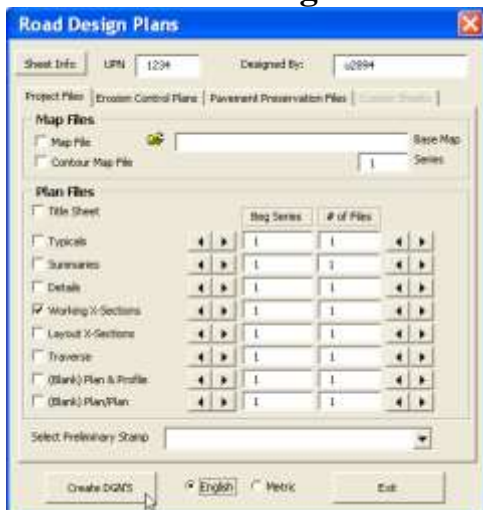 Road Design Plans
Sheet Info UPN 1234 Designed By: u2894
Project Files Erosion Control Plans Pavement Preservation Files
Map Files
Map File Base Map
Contour Map File 1 Series
Plan Files
Title Sheet Beg Series # of Files
Typicals 1 1
Summaries 1 1
Details 1 1
Working X-Sections 1 1
Layout X-Sections 1 1
Traverse 1 1
(Blank) Plan & Profile 1 1
(Blank) Plan/Plan 1 1
Select Preliminary Stamp
Create DGN'S English Metric Exit